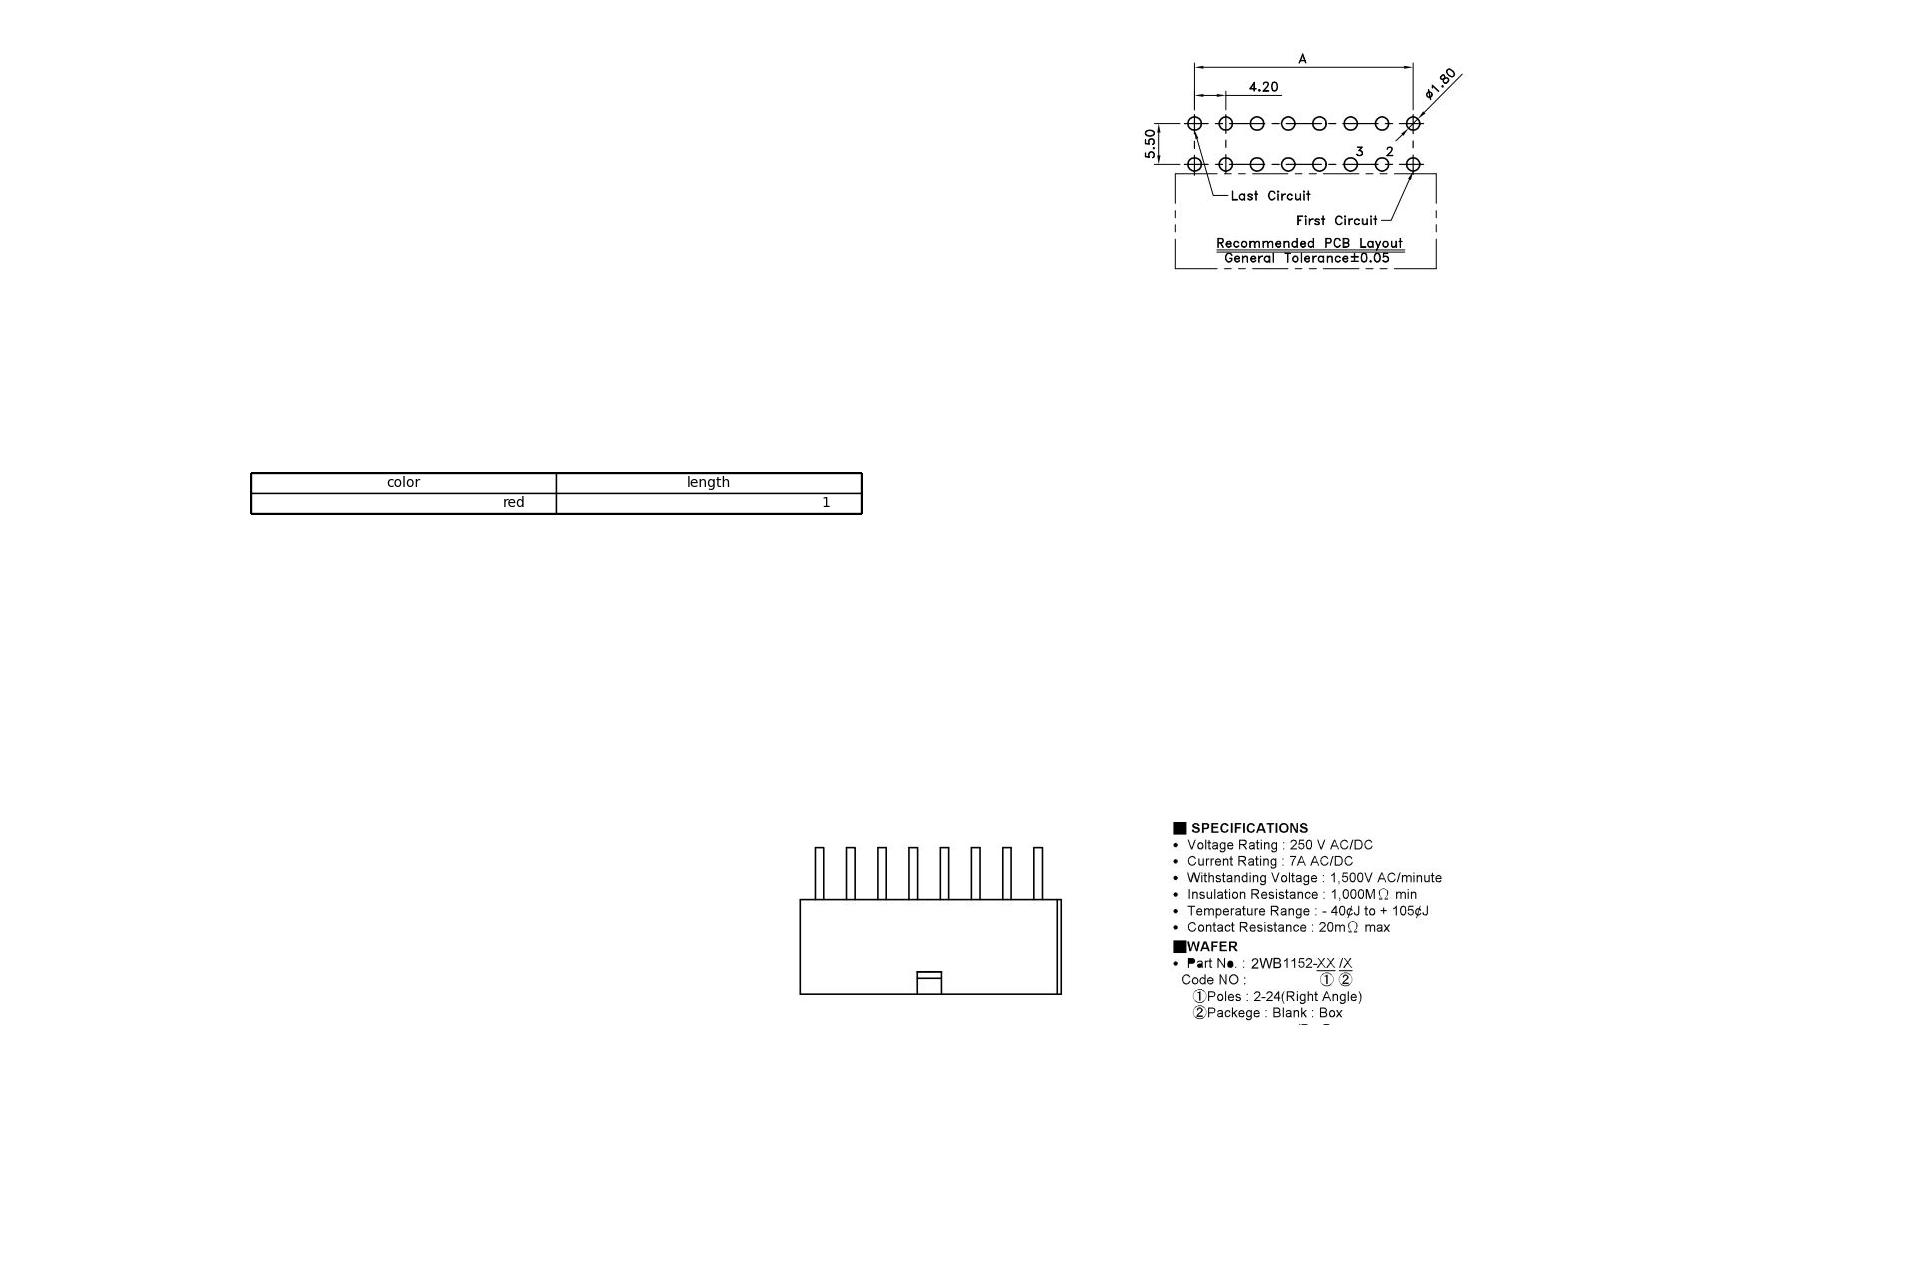 A
4.20
ø1.80
5.50
3 2
Last Circuit
First Circuit
Recommended PCB Layout
General Tolerance±0.05
color length
red 1
■ SPECIFICATIONS
• Voltage Rating : 250 V AC/DC
• Current Rating : 7A AC/DC
• Withstanding Voltage : 1,500V AC/minute
• Insulation Resistance : 1,000MΩ min
• Temperature Range : - 40¢J to + 105¢J
• Contact Resistance : 20mΩ max
■WAFER
• Part No. : 2WB1152-XX /X
Code NO : ① ②
①Poles : 2-24(Right Angle)
②Packege : Blank : Box